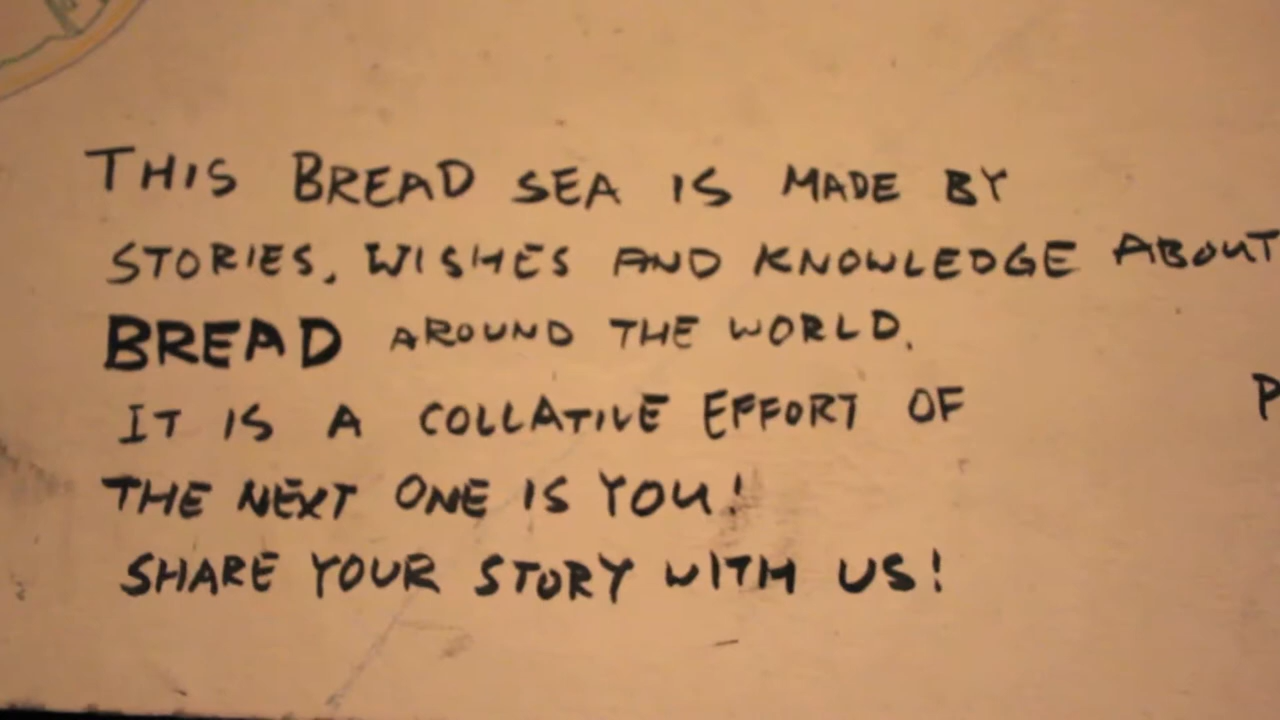 THIS BREAD SEA IS MADE BY
STORIES, WISHES AND KNOWLEDGE ABOUT
BREAD AROUND THE WORLD.
IT IS A COLLATIVE EFFORT OF
THE NEXT ONE IS YOU!
SHARE YOUR STORY WITH US!